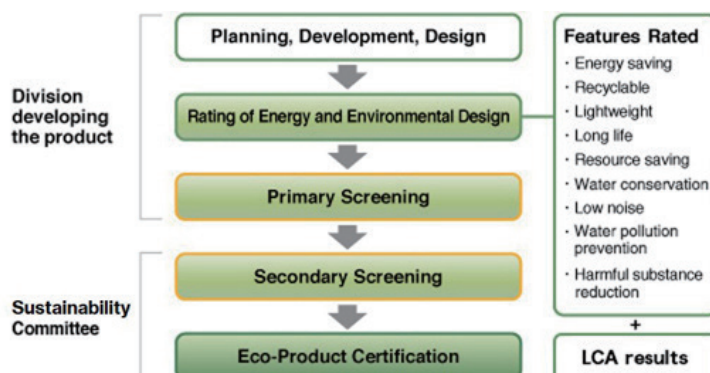 Planning, Development, Design
Division
developing
the product
Rating of Energy and Environmental Design
Primary Screening
Secondary Screening
Sustainability
Committee
Eco-Product Certification
Features Rated
· Energy saving
· Recyclable
· Lightweight
· Long life
· Resource saving
· Water conservation
· Low noise
· Water pollution
prevention
· Harmful substance
reduction
+
LCA results